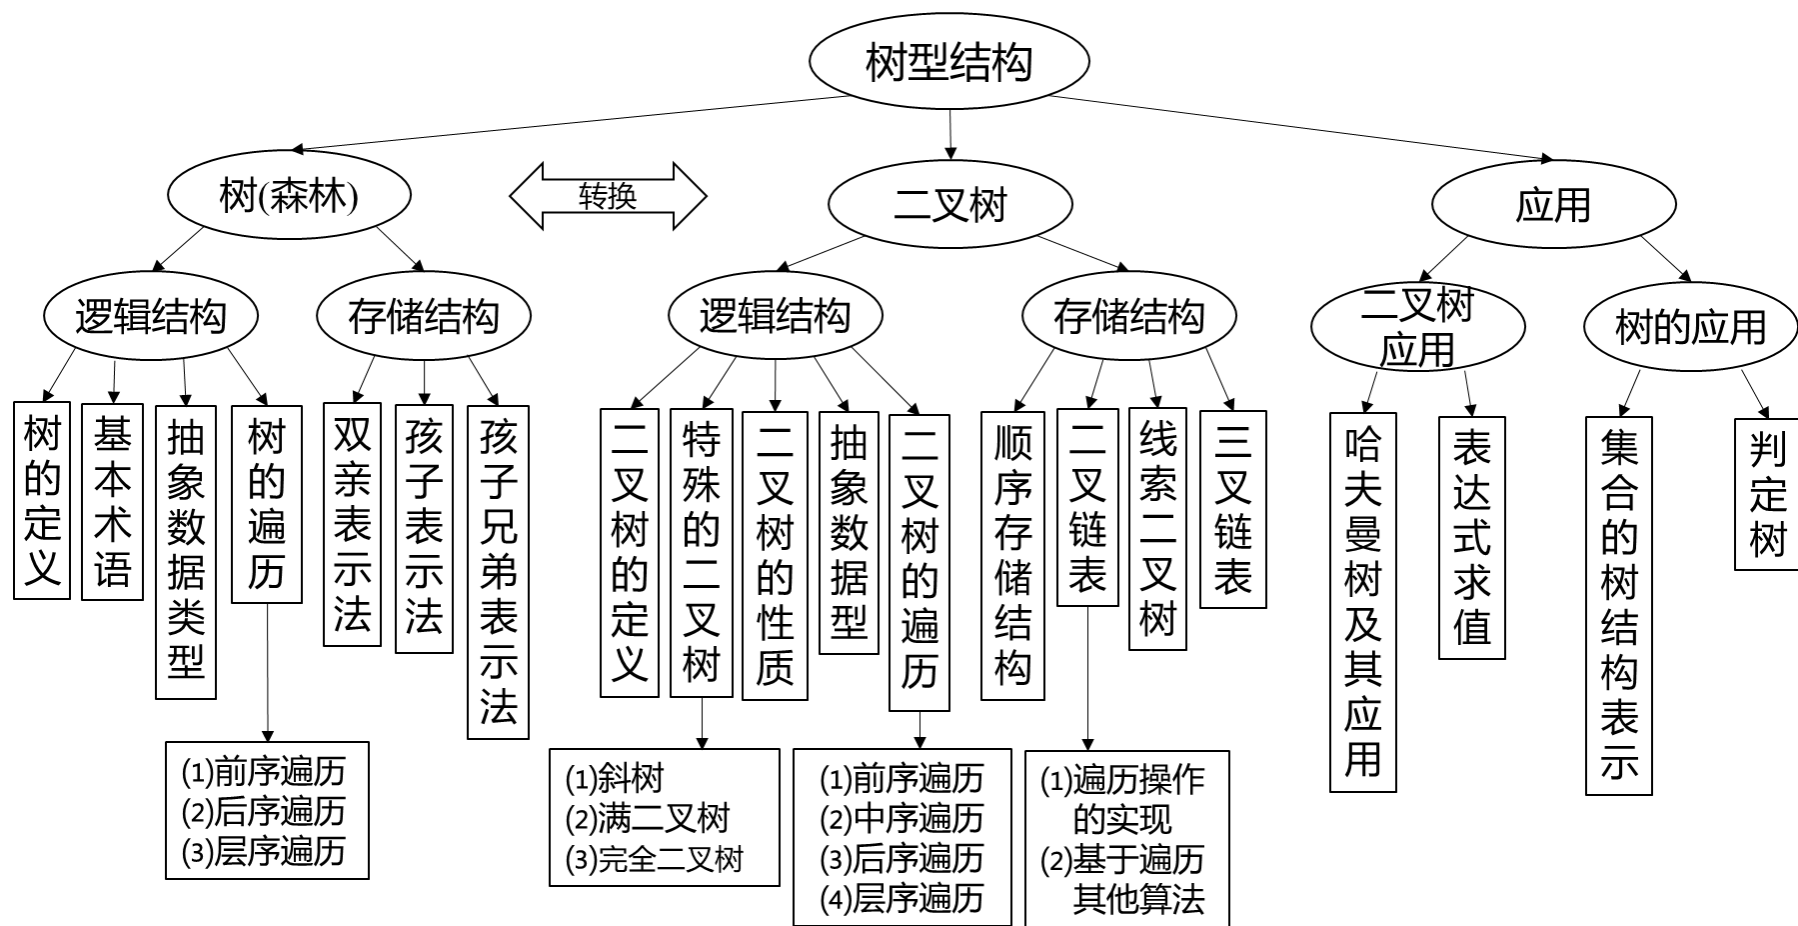 树型结构
树(森林)
转换
二叉树
应用
逻辑结构
存储结构
逻辑结构
存储结构
二叉树
应用
树的应用
树的定义
基本术语
抽象数据类型
树的遍历
双亲表示法
孩子表示法
孩子兄弟表示法
二叉树的定义
特殊的二叉树
二叉树的性质
抽象数据型
二叉树的遍历
顺序存储结构
二叉链表
线索二叉树
三叉链表
哈夫曼树及其应用
表达式求值
集合的树结构表示
判定树
⑴前序遍历
⑵后序遍历
⑶层序遍历
⑴斜树
⑵满二叉树
⑶完全二叉树
⑴前序遍历
⑵中序遍历
⑶后序遍历
⑷层序遍历
⑴遍历操作
的实现
⑵基于遍历
其他算法